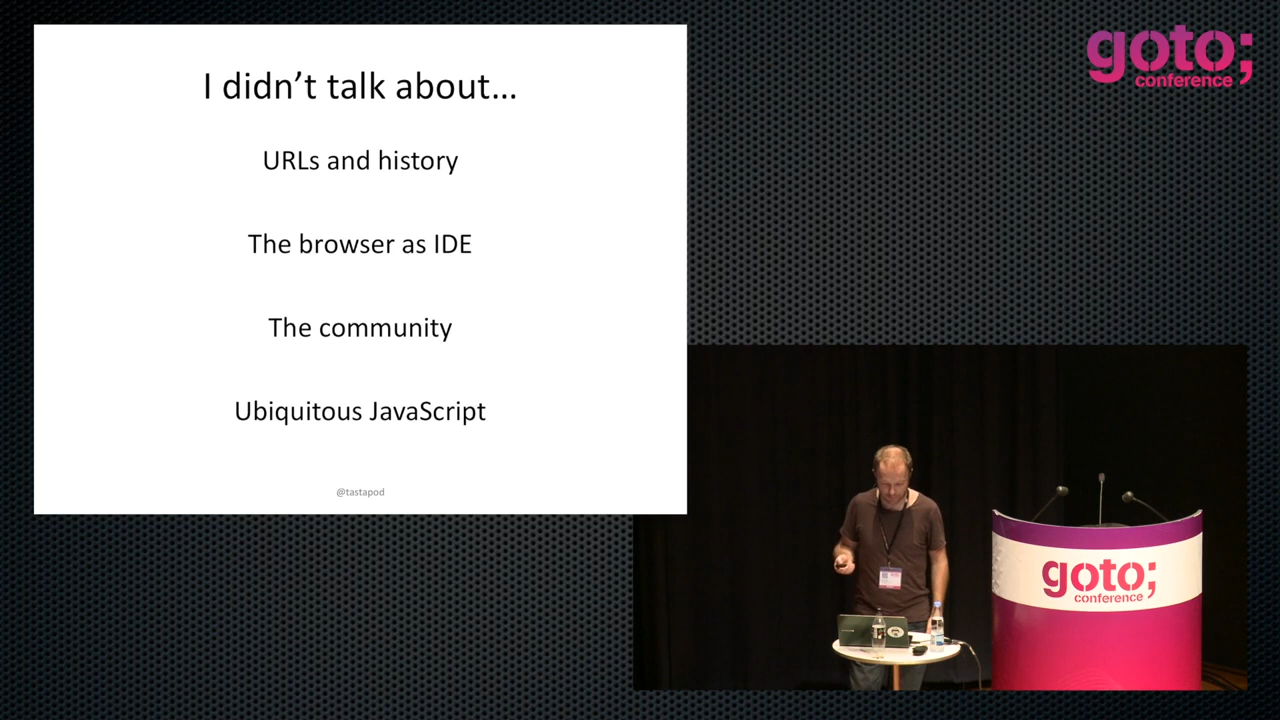 I didn't talk about...
URLs and history
The browser as IDE
The community
Ubiquitous JavaScript
@tastapod
goto;
conference
goto;
conference